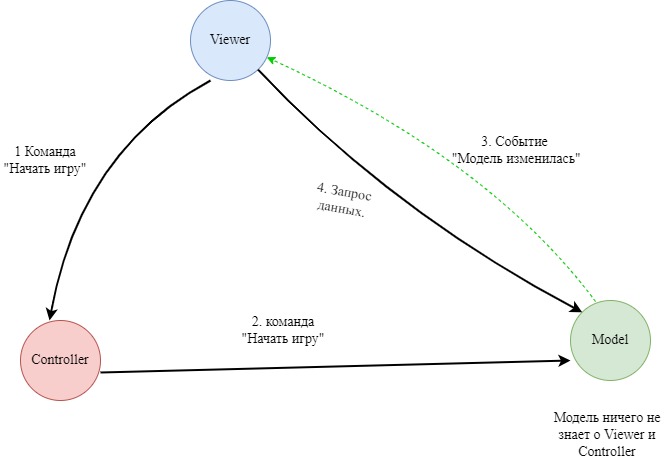 Viewer
1 Команда
"Начать игру"
3. Событие
"Модель изменилась"
4. Запрос
данных.
2. команда
"Начать игру"
Controller
Model
Модель ничего не
знает о Viewer и
Controller